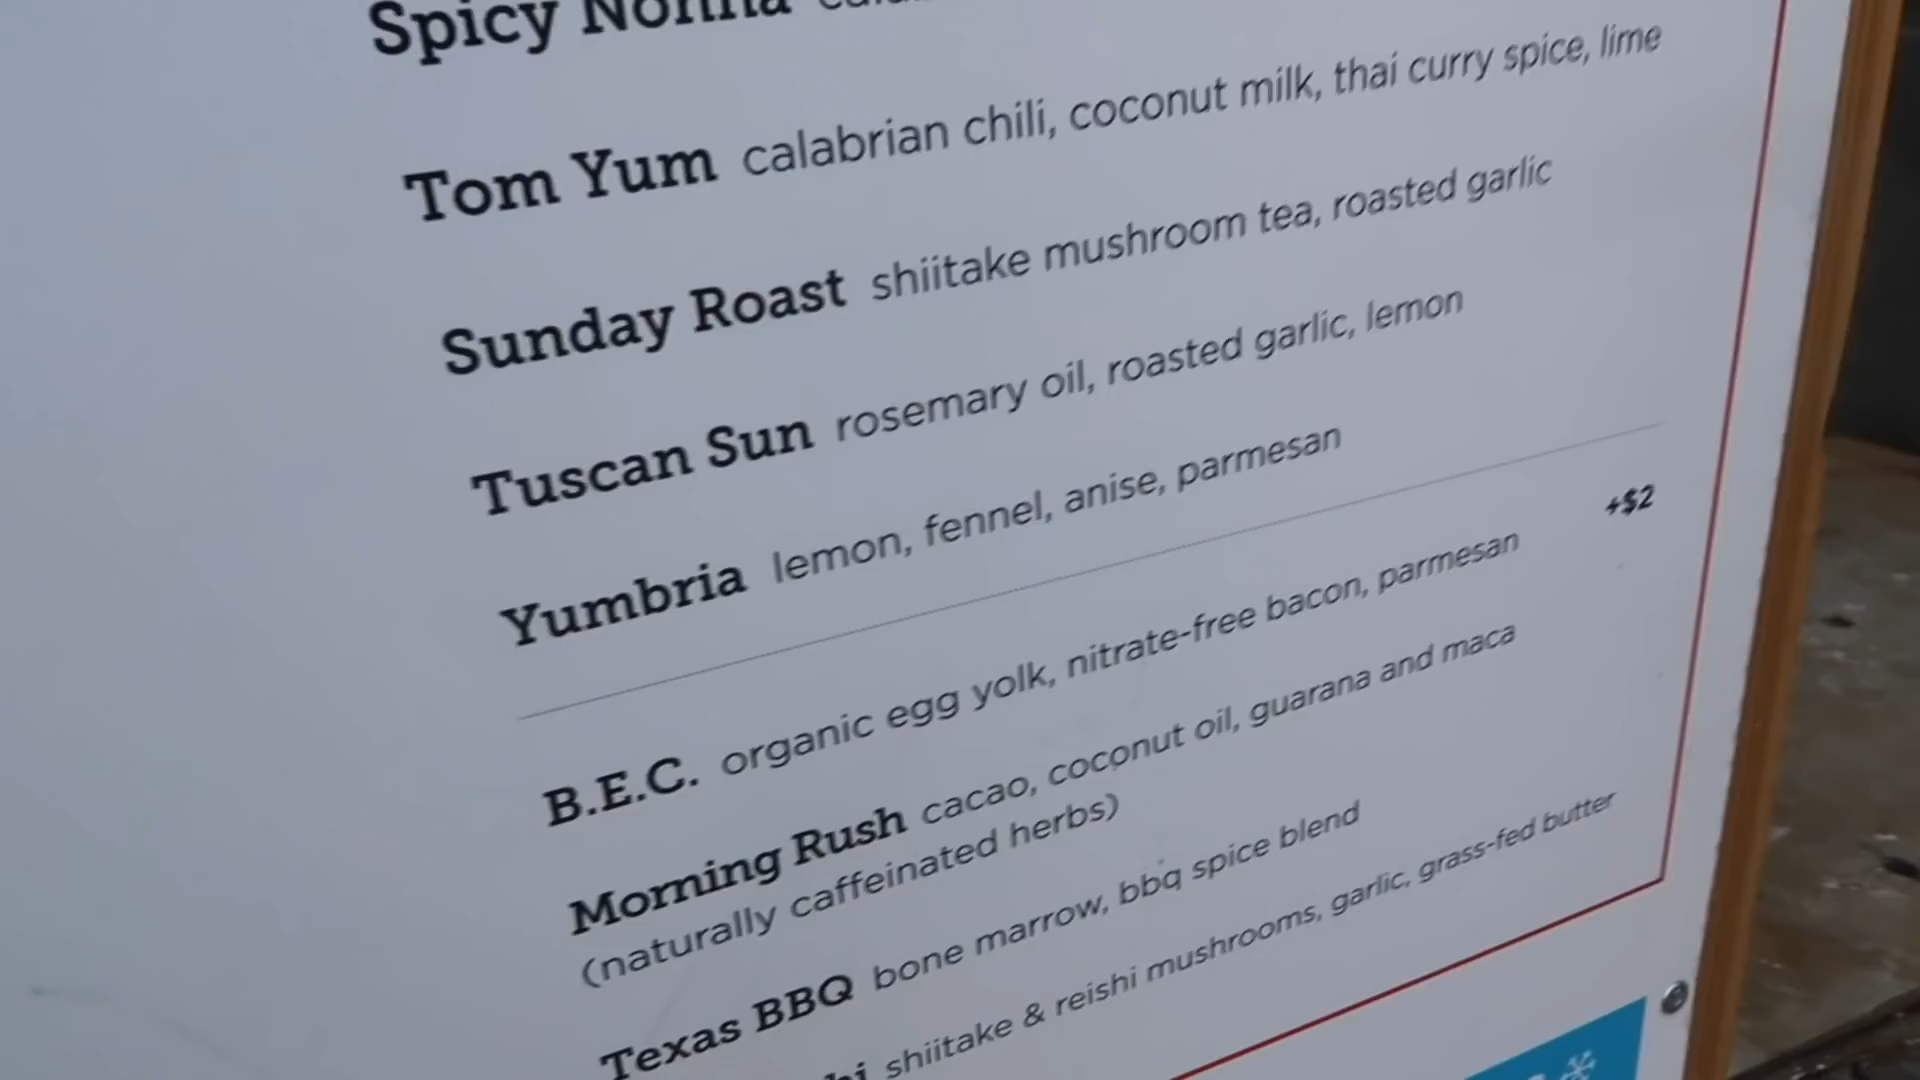 Spicy Nonna
Tom Yum calabrian chili, coconut milk, thai curry spice, lime
Sunday Roast shiitake mushroom tea, roasted garlic
Tuscan Sun rosemary oil, roasted garlic, lemon
Yumbria lemon, fennel, anise, parmesan
+$2
B.E.C. organic egg yolk, nitrate-free bacon, parmesan
Morning Rush cacao, coconut oil, guarana and maca
(naturally caffeinated herbs)
Texas BBQ bone marrow, bbq spice blend
shiitake & reishi mushrooms, garlic, grass-fed butter